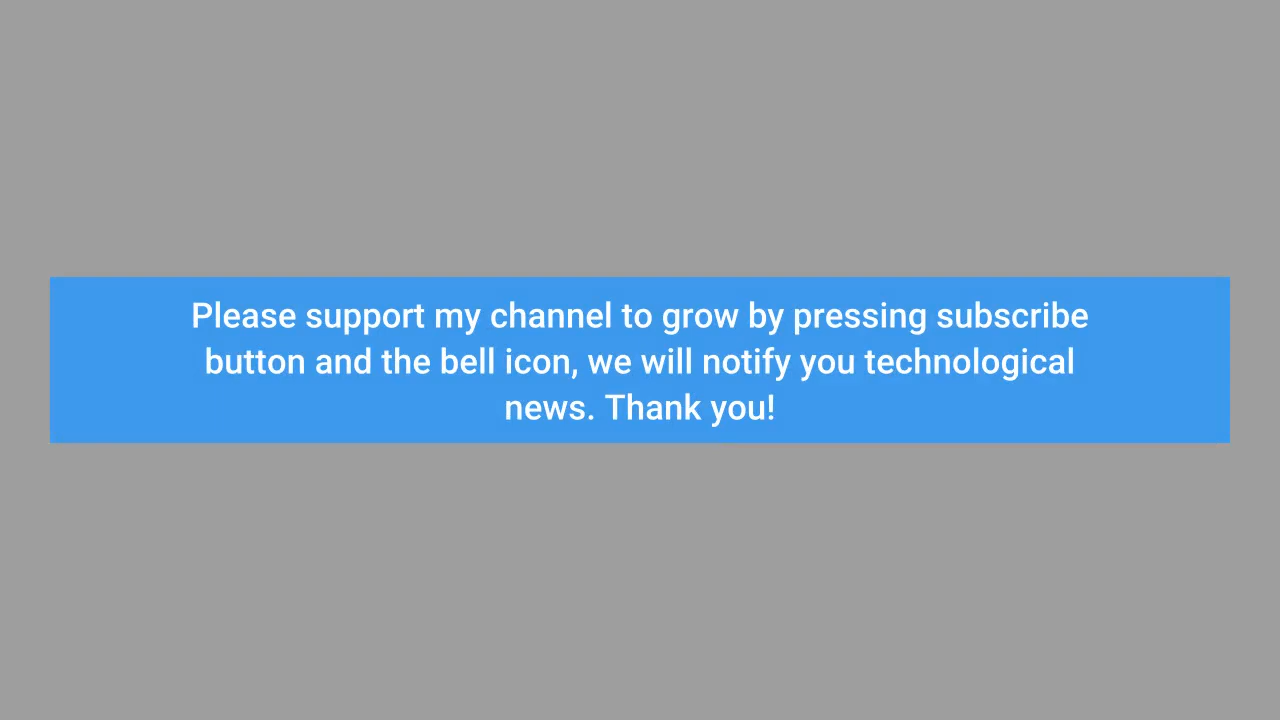 Please support my channel to grow by pressing subscribe
button and the bell icon, we will notify you technological
news. Thank you!